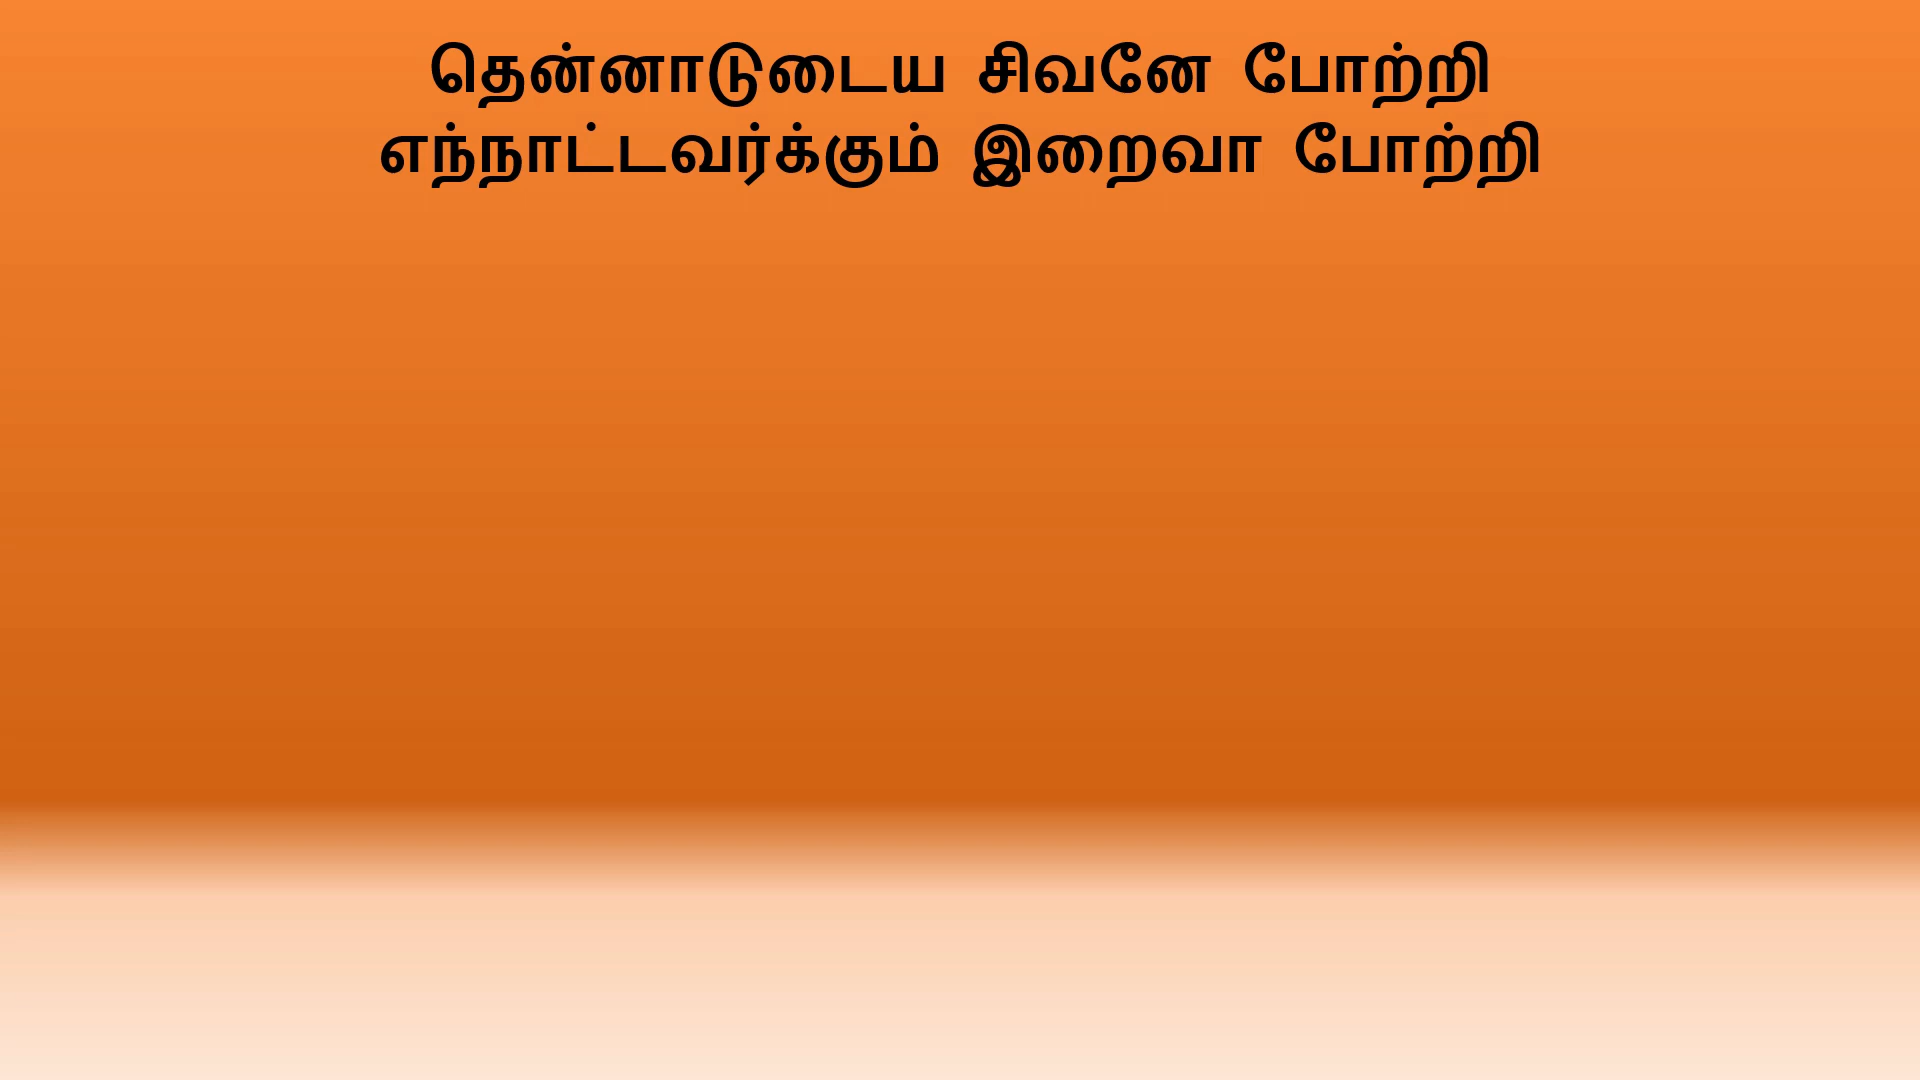 தென்னாடுடைய சிவனே போற்றி
எந்நாட்டவர்க்கும் இறைவா போற்றி